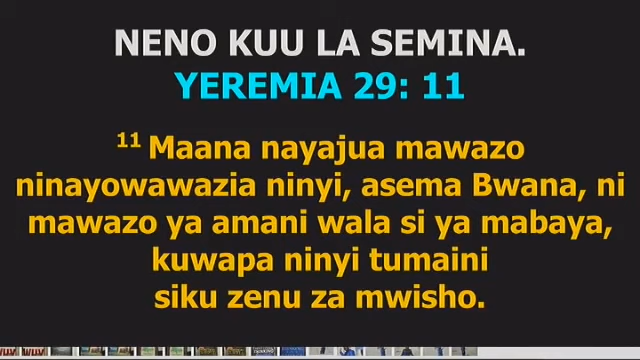 NENO KUU LA SEMINA.
YEREMIA 29: 11
11 Maana nayajua mawazo
ninayowawazia ninyi, asema Bwana, ni
mawazo ya amani wala si ya mabaya,
kuwapa ninyi tumaini
siku zenu za mwisho.